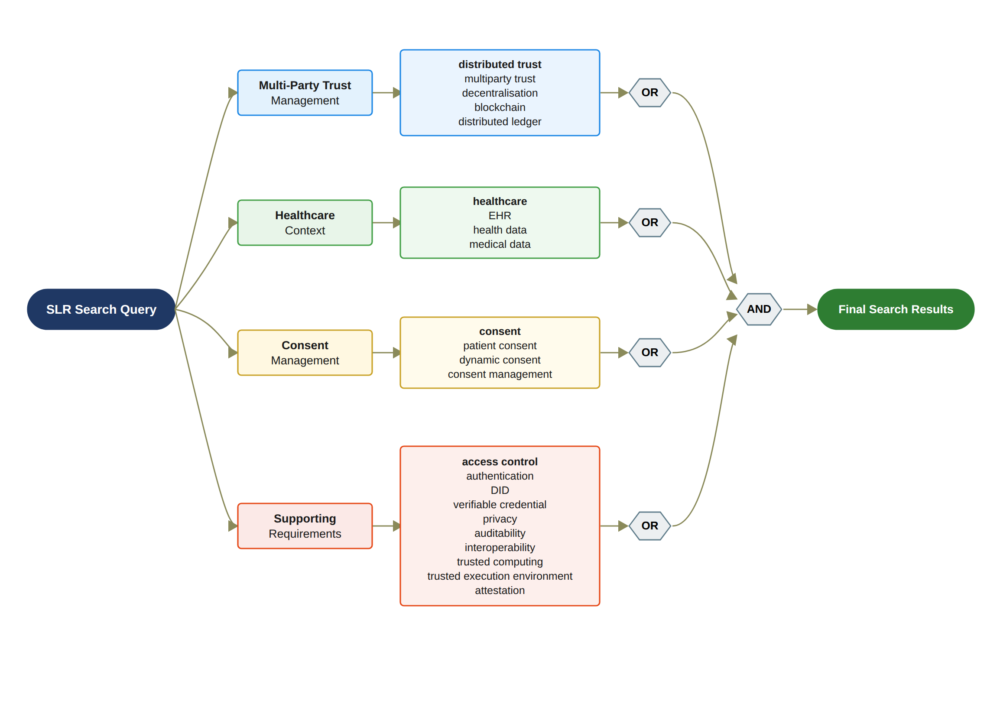 SLR Search Query
Multi-Party Trust
Management
distributed trust
multiparty trust
decentralisation
blockchain
distributed ledger
OR
Healthcare
Context
healthcare
EHR
health data
medical data
OR
Consent
Management
consent
patient consent
dynamic consent
consent management
OR
Supporting
Requirements
access control
authentication
DID
verifiable credential
privacy
auditability
interoperability
trusted computing
trusted execution environment
attestation
OR
AND
Final Search Results